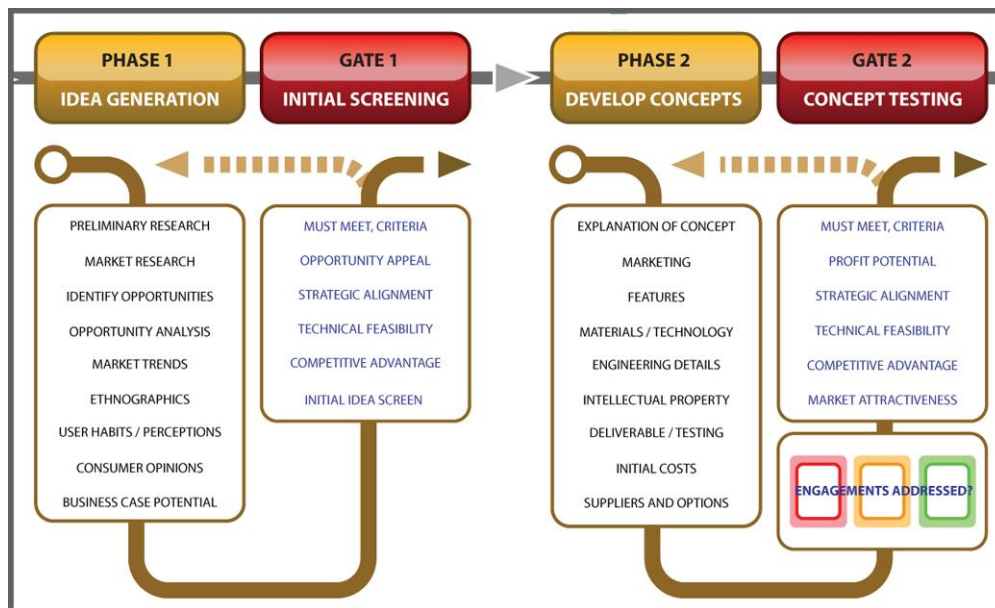 PHASE 1
IDEA GENERATION
GATE 1
INITIAL SCREENING
PHASE 2
DEVELOP CONCEPTS
GATE 2
CONCEPT TESTING
PRELIMINARY RESEARCH
MARKET RESEARCH
IDENTIFY OPPORTUNITIES
OPPORTUNITY ANALYSIS
MARKET TRENDS
ETHNOGRAPHICS
USER HABITS / PERCEPTIONS
CONSUMER OPINIONS
BUSINESS CASE POTENTIAL
MUST MEET, CRITERIA
OPPORTUNITY APPEAL
STRATEGIC ALIGNMENT
TECHNICAL FEASIBILITY
COMPETITIVE ADVANTAGE
INITIAL IDEA SCREEN
EXPLANATION OF CONCEPT
MARKETING
FEATURES
MATERIALS / TECHNOLOGY
ENGINEERING DETAILS
INTELLECTUAL PROPERTY
DELIVERABLE / TESTING
INITIAL COSTS
SUPPLIERS AND OPTIONS
MUST MEET, CRITERIA
PROFIT POTENTIAL
STRATEGIC ALIGNMENT
TECHNICAL FEASIBILITY
COMPETITIVE ADVANTAGE
MARKET ATTRACTIVENESS
ENGAGEMENTS ADDRESSED?